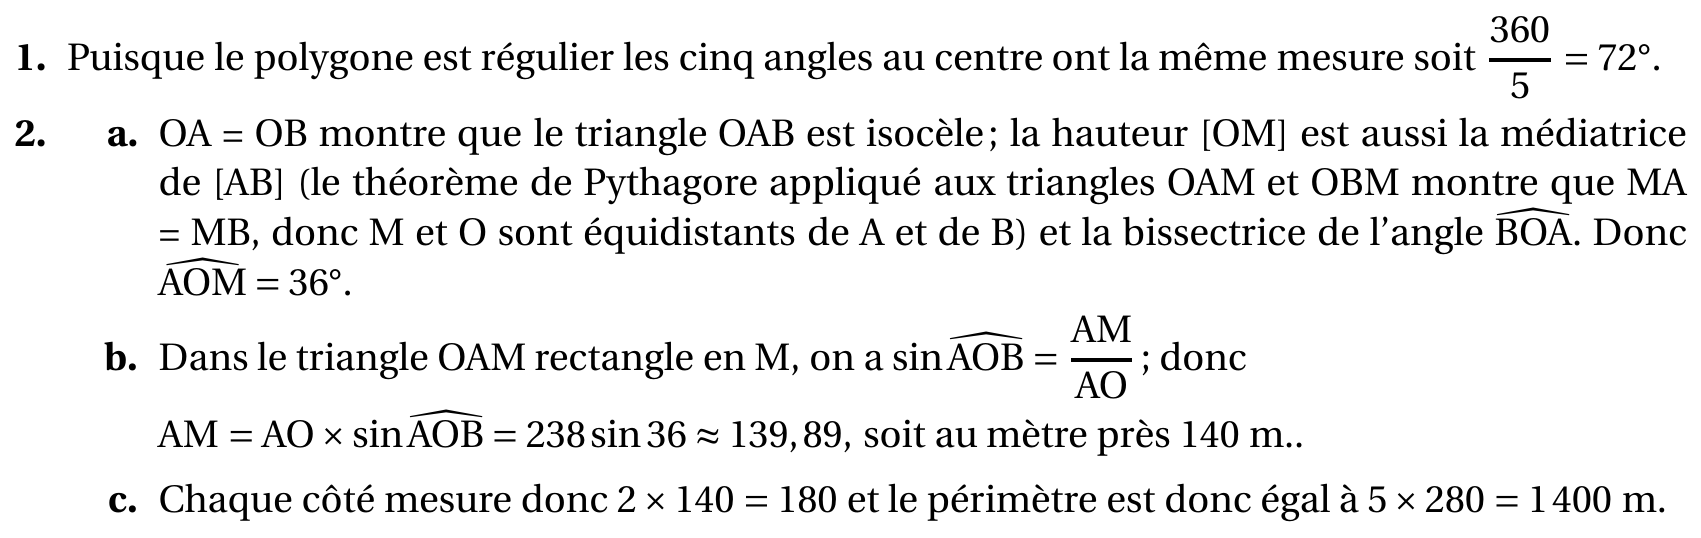 1. Puisque le polygone est régulier les cinq angles au centre ont la même mesure soit 360/5 = 72°.
2. a. OA = OB montre que le triangle OAB est isocèle ; la hauteur [OM] est aussi la médiatrice
de [AB] (le théorème de Pythagore appliqué aux triangles OAM et OBM montre que MA
= MB, donc M et O sont équidistants de A et de B) et la bissectrice de l'angle \widehat{BOA}. Donc
\widehat{AOM} = 36°.
b. Dans le triangle OAM rectangle en M, on a sin \widehat{AOB} = AM/AO ; donc
AM = AO × sin \widehat{AOB} = 238 sin 36 ≈ 139,89, soit au mètre près 140 m..
c. Chaque côté mesure donc 2 × 140 = 180 et le périmètre est donc égal à 5 × 280 = 1 400 m.